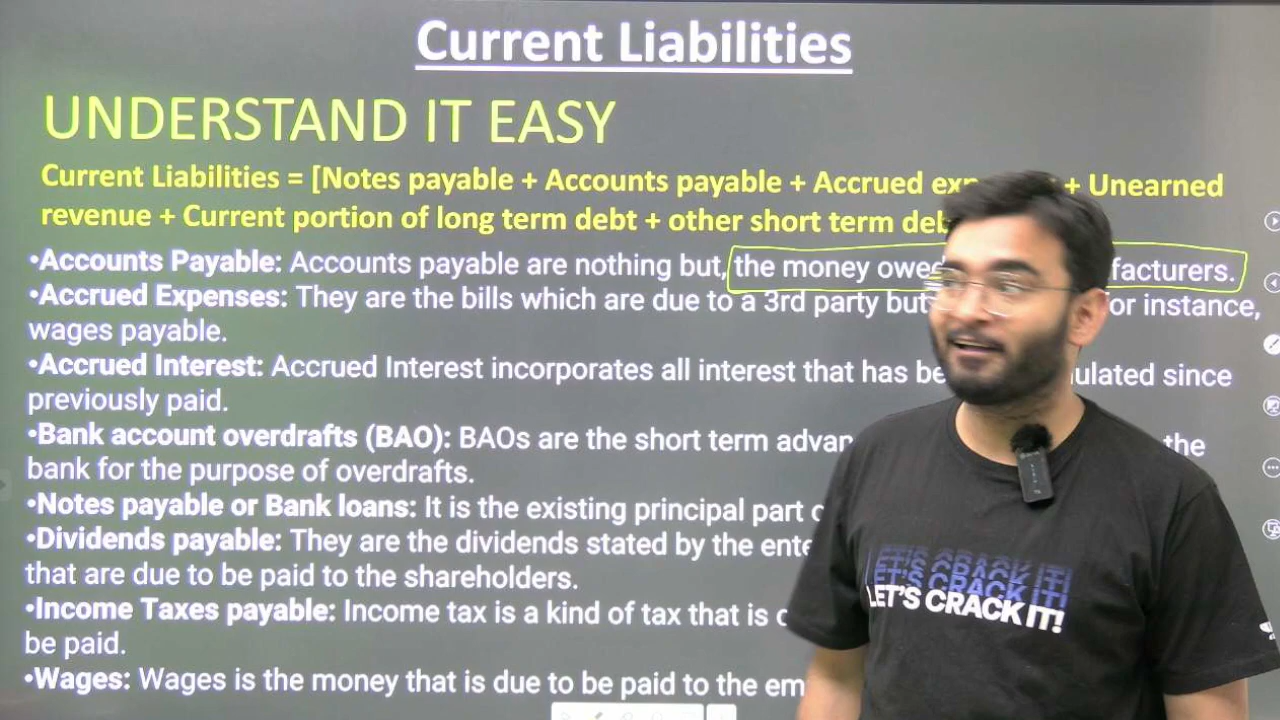 Current Liabilities
UNDERSTAND IT EASY
Current Liabilities = [Notes payable + Accounts payable + Accrued + Unearned
revenue + Current portion of long term debt + other short term
•Accounts Payable: Accounts payable are nothing but, the money facturers.
•Accrued Expenses: They are the bills which are due to a 3rd party but or instance,
wages payable.
•Accrued Interest: Accrued Interest incorporates all interest that has ulated since
previously paid.
•Bank account overdrafts (BAO): BAOs are the short term the
bank for the purpose of overdrafts.
•Notes payable or Bank loans: It is the existing principal part
•Dividends payable: They are the dividends stated by the
that are due to be paid to the shareholders.
•Income Taxes payable: Income tax is a kind of tax that is
be paid.
•Wages: Wages is the money that is due to be paid to the
LET'S CRACK IT!
LET'S CRACK IT!
LET'S CRACK IT!